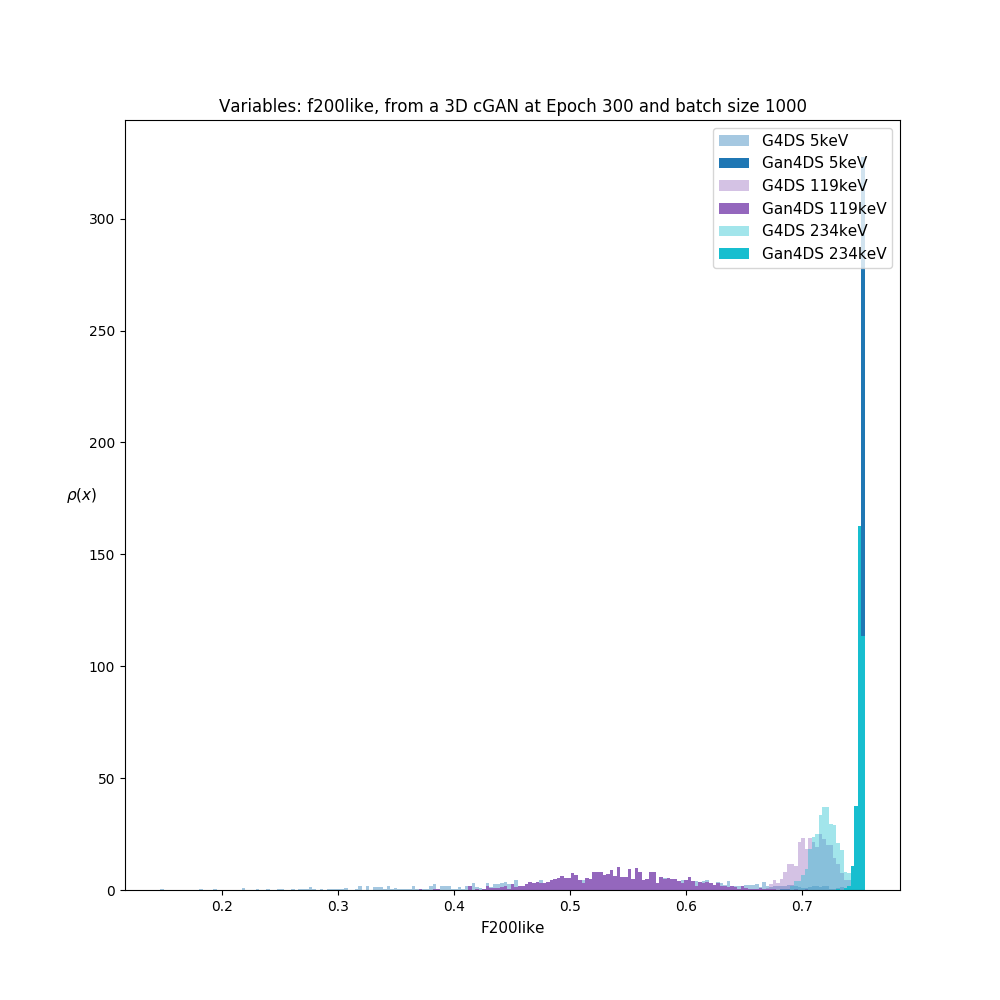 Variables: f200like, from a 3D cGAN at Epoch 300 and batch size 1000
G4DS 5keV
Gan4DS 5keV
G4DS 119keV
Gan4DS 119keV
G4DS 234keV
Gan4DS 234keV
300
250
200
ρ(x)
150
100
50
0
0.2 0.3 0.4 0.5 0.6 0.7
F200like